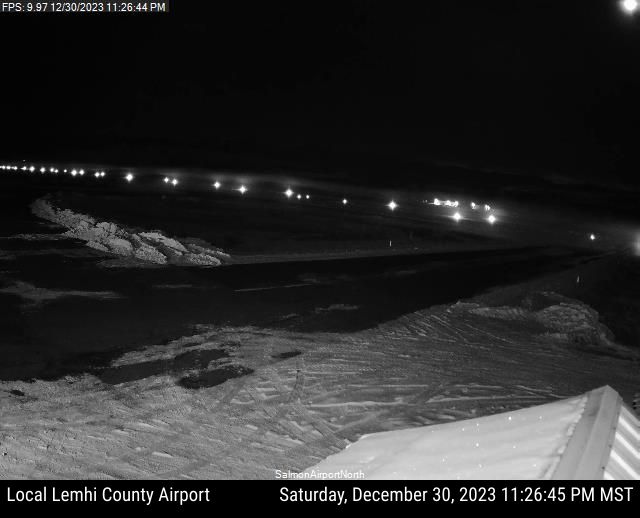 FPS: 9.97 12/30/2023 11:26:44 PM
SalmonAirportNorth
Local Lemhi County Airport Saturday, December 30, 2023 11:26:45 PM MST